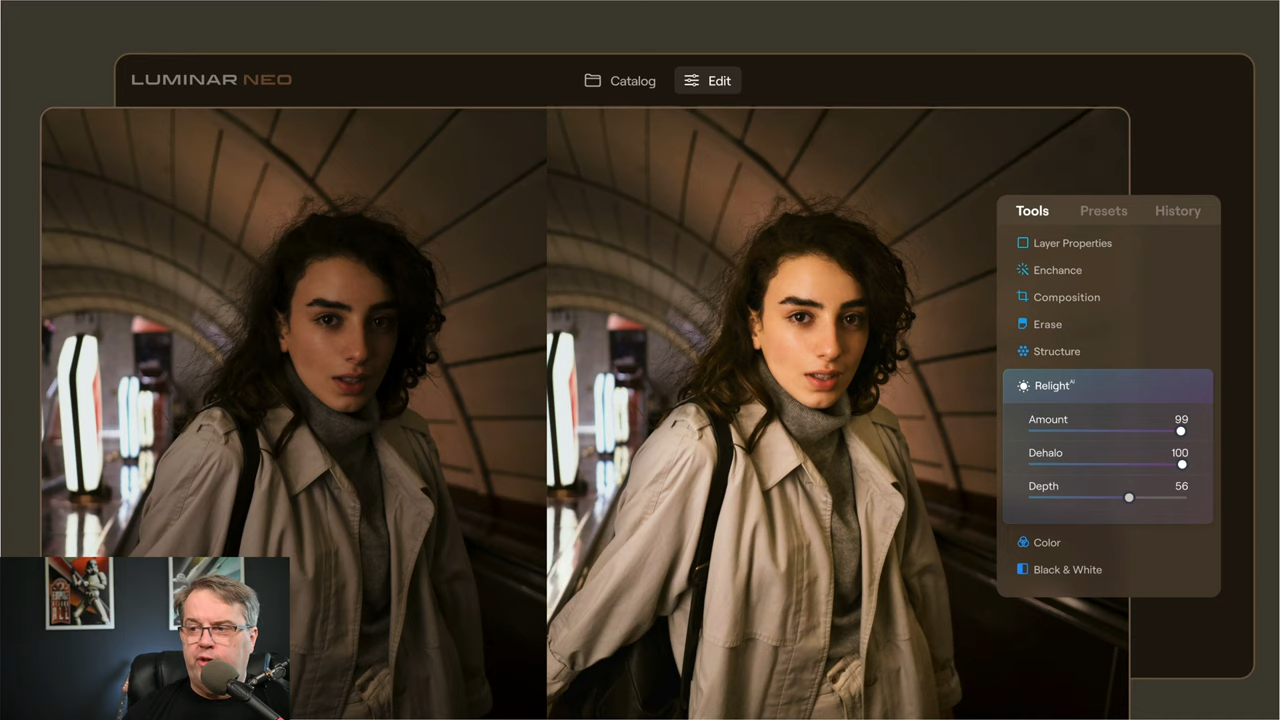 LUMINAR NEO
Catalog
Edit
Tools
Presets
History
Layer Properties
Enchance
Composition
Erase
Structure
Relight AI
Amount 99
Dehalo 100
Depth 56
Color
Black & White